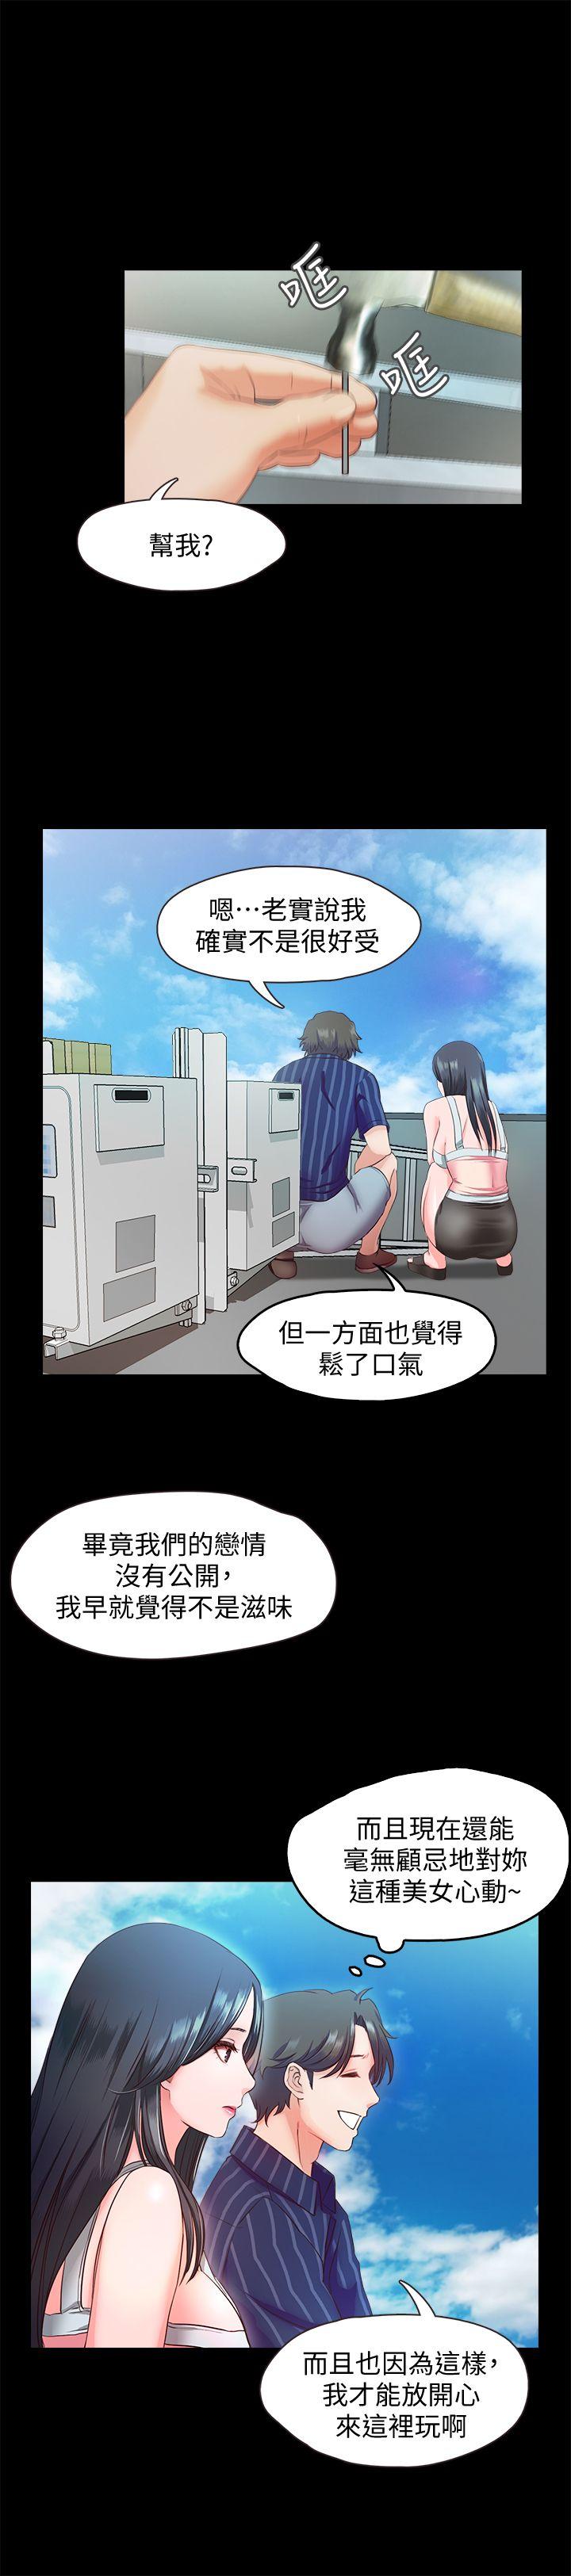 哐
哐
幫我?
嗯…老實說我
確實不是很好受
但一方面也覺得
鬆了口氣
畢竟我們的戀情
沒有公開，
我早就覺得不是滋味
而且現在還能
毫無顧忌地對妳
這種美女心動~
而且也因為這樣，
我才能放開心
來這裡玩啊